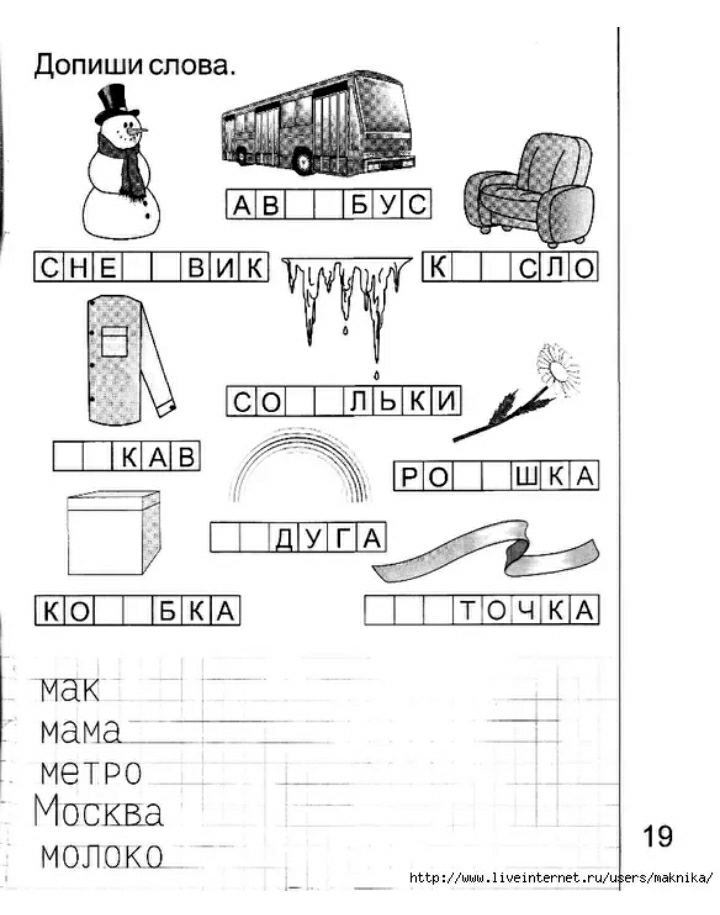 Допиши слова.
АВ БУС
СНЕ ВИК
К СЛО
СО ЛЬКИ
КАВ
РО ШКА
ДУГА
КО БКА
ТОЧКА
мак
мама
метро
Москва
молоко
19
http://www.liveinternet.ru/users/maknika/